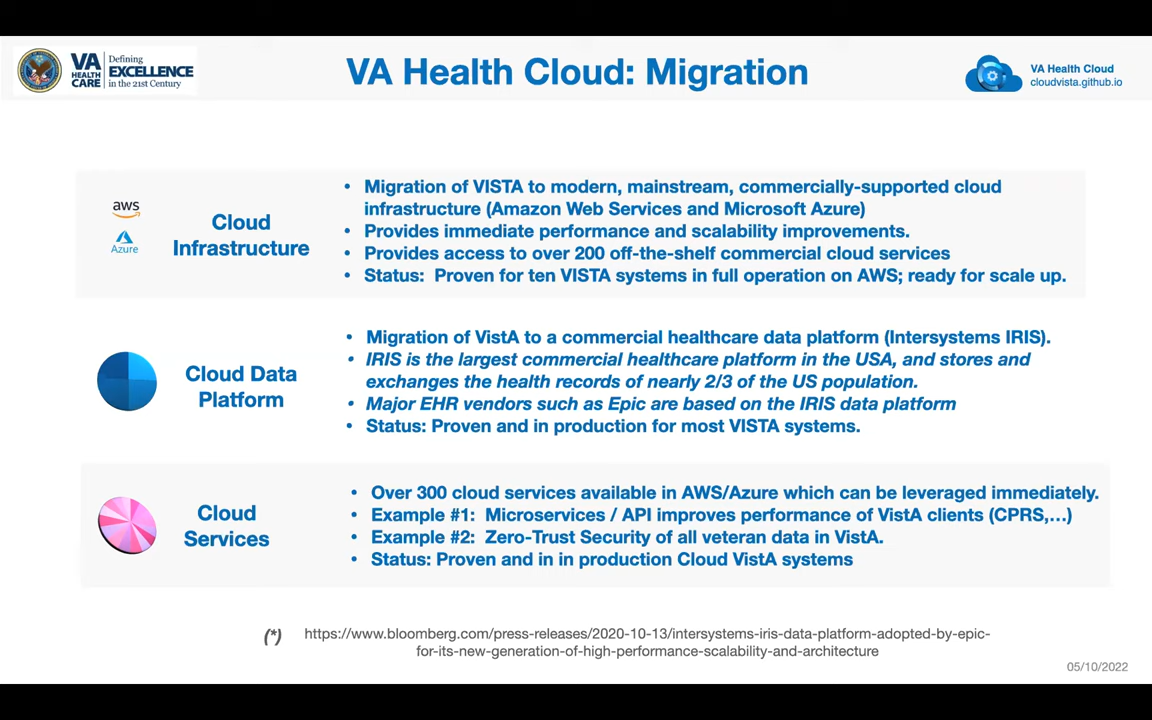 VA HEALTH CARE Defining EXCELLENCE in the 21st Century
VA Health Cloud: Migration
VA Health Cloud
cloudvista.github.io
aws
Azure
Cloud
Infrastructure
• Migration of VISTA to modern, mainstream, commercially-supported cloud
infrastructure (Amazon Web Services and Microsoft Azure)
• Provides immediate performance and scalability improvements.
• Provides access to over 200 off-the-shelf commercial cloud services
• Status: Proven for ten VISTA systems in full operation on AWS; ready for scale up.
Cloud Data
Platform
• Migration of VistA to a commercial healthcare data platform (Intersystems IRIS).
• IRIS is the largest commercial healthcare platform in the USA, and stores and
exchanges the health records of nearly 2/3 of the US population.
• Major EHR vendors such as Epic are based on the IRIS data platform
• Status: Proven and in production for most VISTA systems.
Cloud
Services
• Over 300 cloud services available in AWS/Azure which can be leveraged immediately.
• Example #1: Microservices / API improves performance of VistA clients (CPRS,...)
• Example #2: Zero-Trust Security of all veteran data in VistA.
• Status: Proven and in in production Cloud VistA systems
(*) https://www.bloomberg.com/press-releases/2020-10-13/intersystems-iris-data-platform-adopted-by-epic-
for-its-new-generation-of-high-performance-scalability-and-architecture
05/10/2022